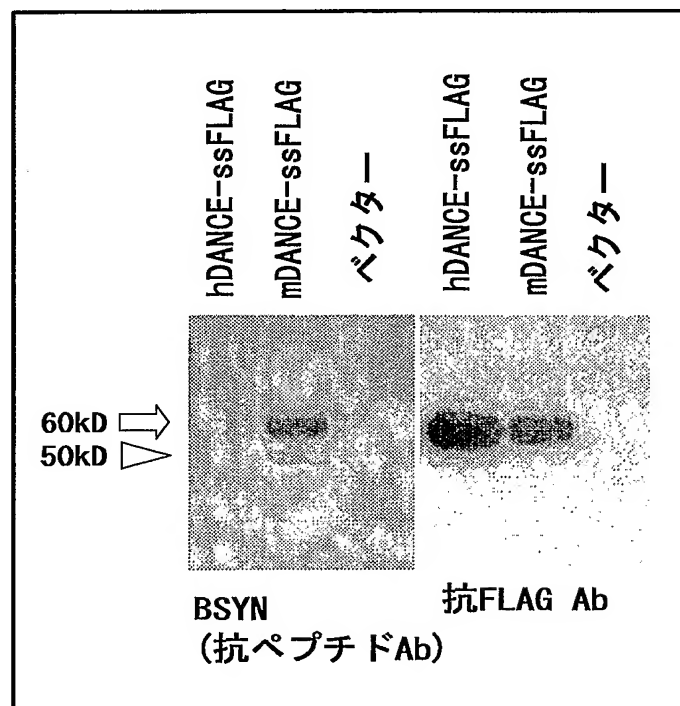 hDANCE-ssFLAG
mDANCE-ssFLAG
ベクター
hDANCE-ssFLAG
mDANCE-ssFLAG
ベクター
60kD
50kD
BSYN
(抗ペプチドAb)
抗FLAG Ab